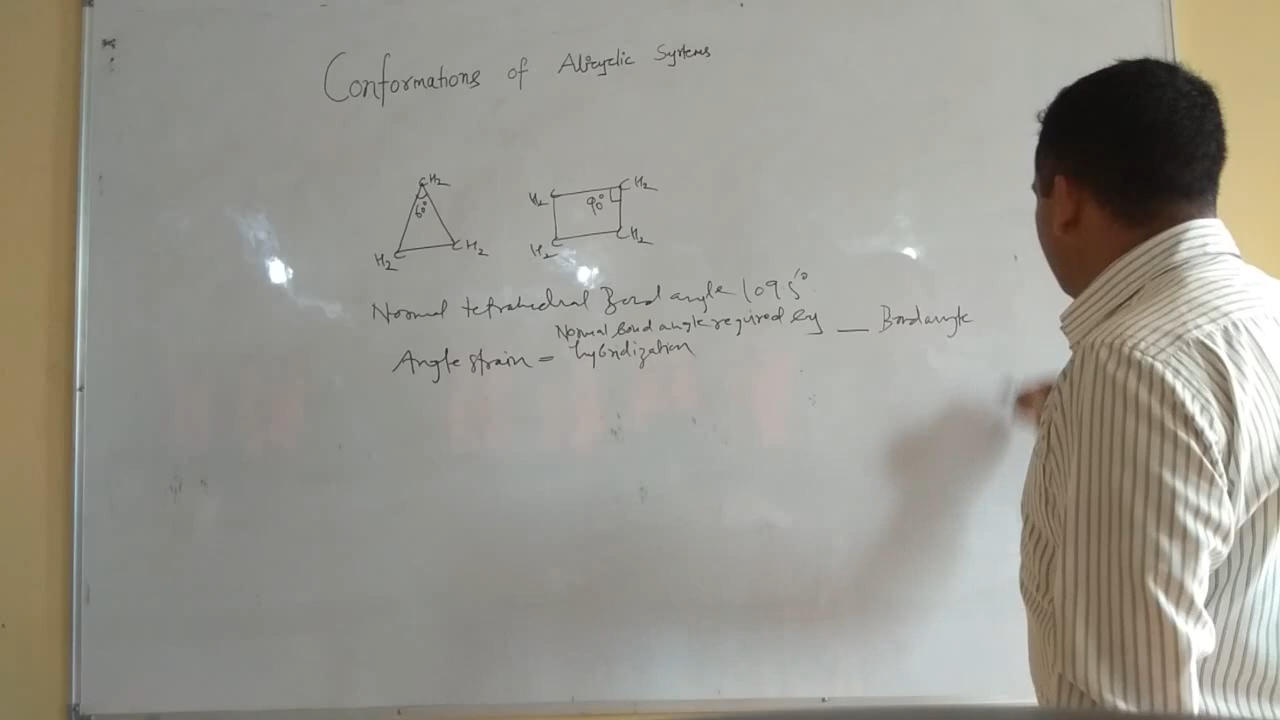 Conformations of Alicyclic Systems
CH2
60°
H2C CH2
H2C CH2
90°
H2C CH2
Normal tetrahedral Bond angle 109.5°
Normal bond angle required by — Bond angle
Angle strain = hybridization